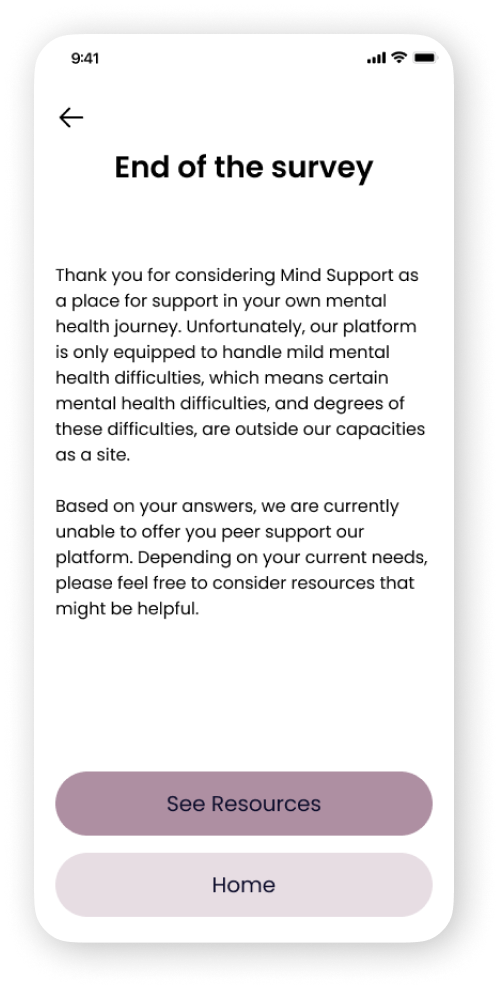 9:41
End of the survey
Thank you for considering Mind Support as
a place for support in your own mental
health journey. Unfortunately, our platform
is only equipped to handle mild mental
health difficulties, which means certain
mental health difficulties, and degrees of
these difficulties, are outside our capacities
as a site.
Based on your answers, we are currently
unable to offer you peer support our
platform. Depending on your current needs,
please feel free to consider resources that
might be helpful.
See Resources
Home